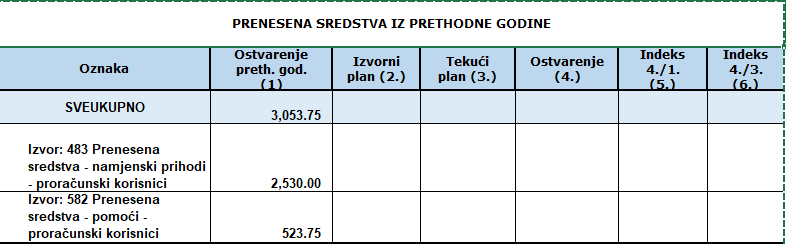 PRENESENA SREDSTVA IZ PRETHODNE GODINE
Oznaka
Ostvarenje
preth. god.
(1)
Izvorni
plan (2.)
Tekući
plan (3.)
Ostvarenje
(4.)
Indeks
4./1.
(5.)
Indeks
4./3.
(6.)
SVEUKUPNO
3,053.75
Izvor: 483 Prenesena
sredstva - namjenski prihodi
- proračunski korisnici
2,530.00
Izvor: 582 Prenesena
sredstva - pomoći -
proračunski korisnici
523.75